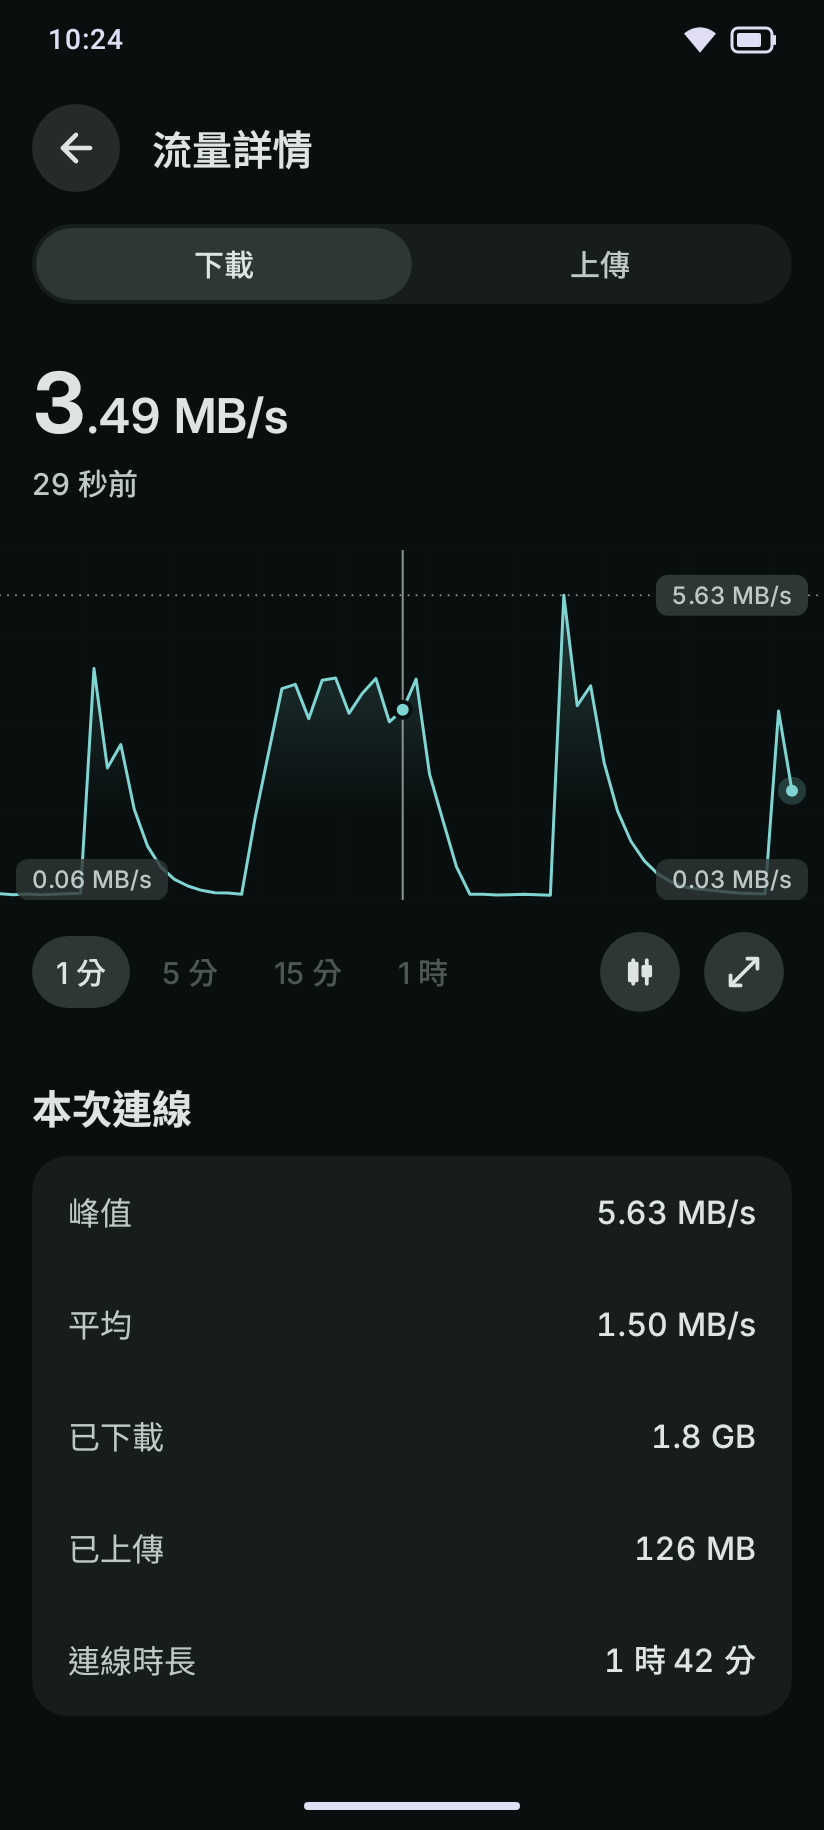 10:24
流量詳情
下載
上傳
3.49 MB/s
29 秒前
5.63 MB/s
0.06 MB/s
0.03 MB/s
1 分
5 分
15 分
1 時
本次連線
峰值
5.63 MB/s
平均
1.50 MB/s
已下載
1.8 GB
已上傳
126 MB
連線時長
1 時 42 分